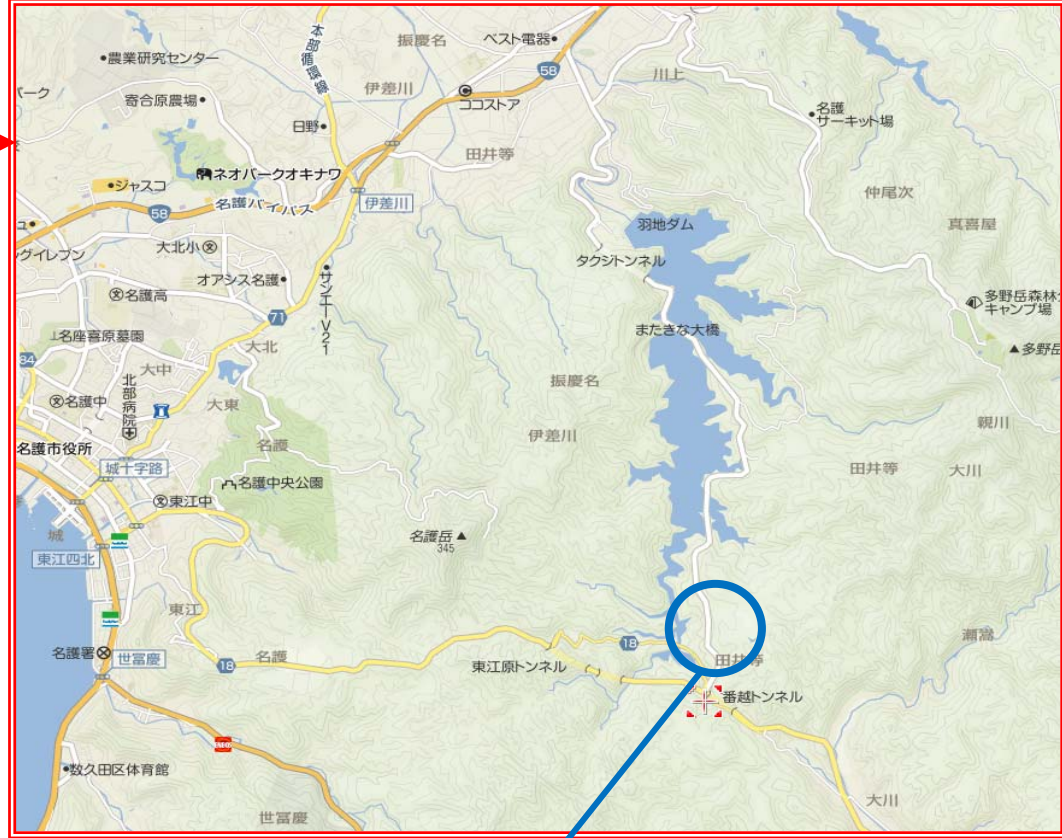 本部循環線
振慶名
ベスト電器
58
農業研究センター
ーク
伊差川
ココストア
川上
寄合原農場
日野
名護
サーキット場
田井等
ネオパークオキナワ
ジャスコ
58
名護バイパス
伊差川
仲尾次
羽地ダム
真喜屋
大北小
ッグイレブン
タクジトンネル
オアシス名護
サンエーV21
名護高
多野岳森林
キャンプ場
71
名座喜原墓園
大北
またきな大橋
多野岳
84
大中
北部病院
振慶名
名護中
大東
親川
名護市役所
名護
伊差川
城十字路
田井等
大川
名護中央公園
東江中
城
名護岳
345
東江四北
東江
瀬嵩
18
名護署
世冨慶
18
名護
東江原トンネル
田井等
番越トンネル
数久田区体育館
世冨慶
大川